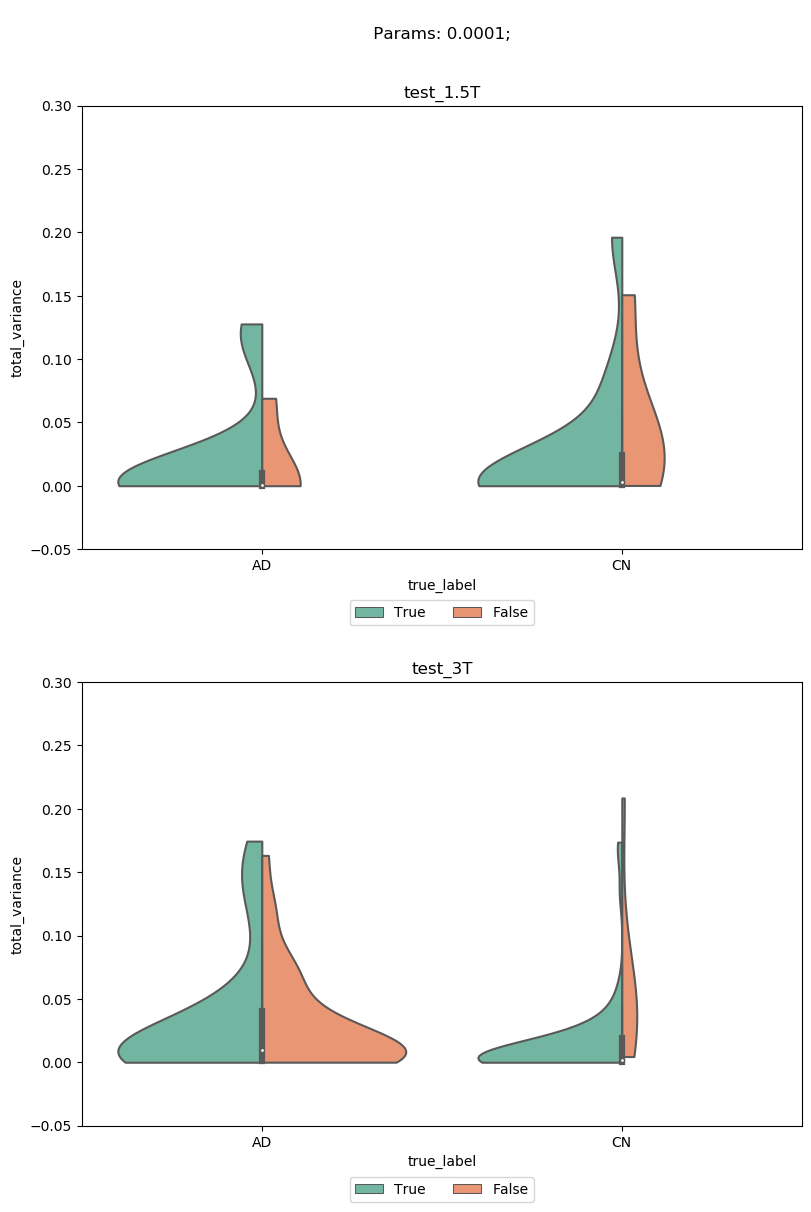 Params: 0.0001;
test_1.5T
0.30
0.25
0.20
0.15
0.10
0.05
0.00
−0.05
total_variance
AD CN
true_label
True False
test_3T
0.30
0.25
0.20
0.15
0.10
0.05
0.00
−0.05
total_variance
AD CN
true_label
True False